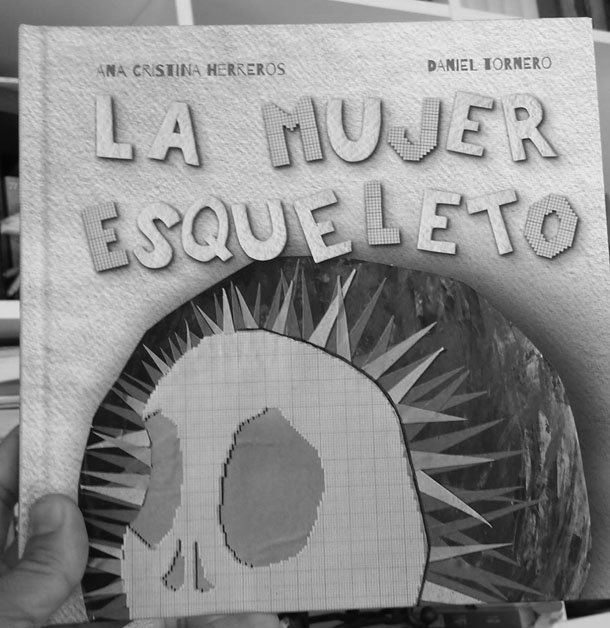 ANA CRISTINA HERREROS
DANIEL TORNERO
LA MUJER
ESQUELETO